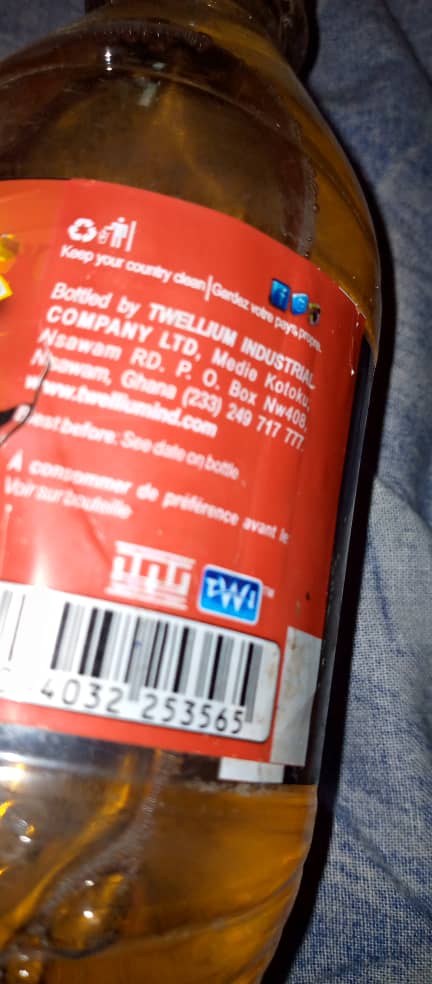 Keep your country clean | Gardez votre pays propre.
Bottled by TWELLIUM INDUSTRIAL
COMPANY LTD, Medie Kotoku,
Nsawam RD. P. O. Box Nw408,
Nsawam, Ghana (233) 249 717 777.
www.twelliumind.com
Best before: See date on bottle
À consommer de préférence avant le
Voir sur bouteille
TWI™
4032 253565